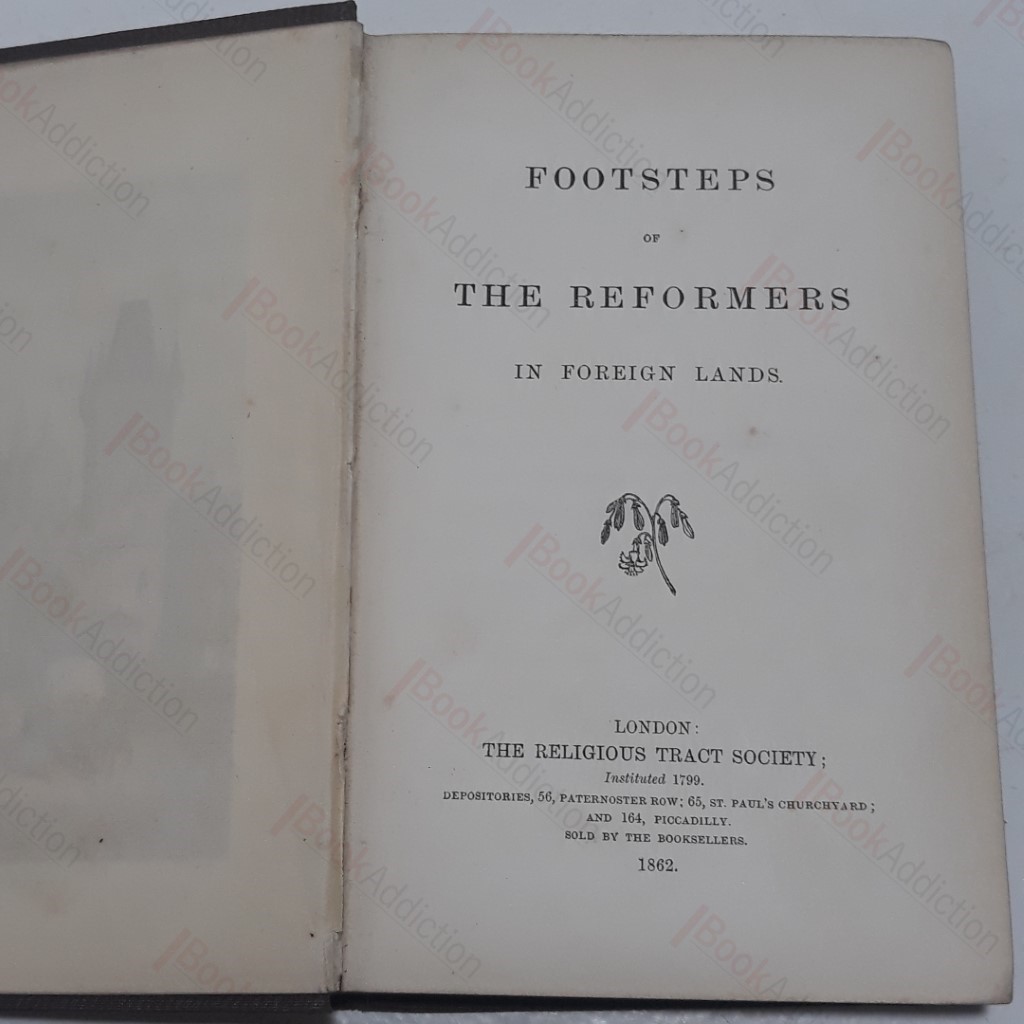 FOOTSTEPS
OF
THE REFORMERS
IN FOREIGN LANDS.
LONDON:
THE RELIGIOUS TRACT SOCIETY;
Instituted 1799.
DEPOSITORIES, 56, PATERNOSTER ROW; 65, ST. PAUL'S CHURCHYARD;
AND 164, PICCADILLY.
SOLD BY THE BOOKSELLERS.
1862.
BookAddiction